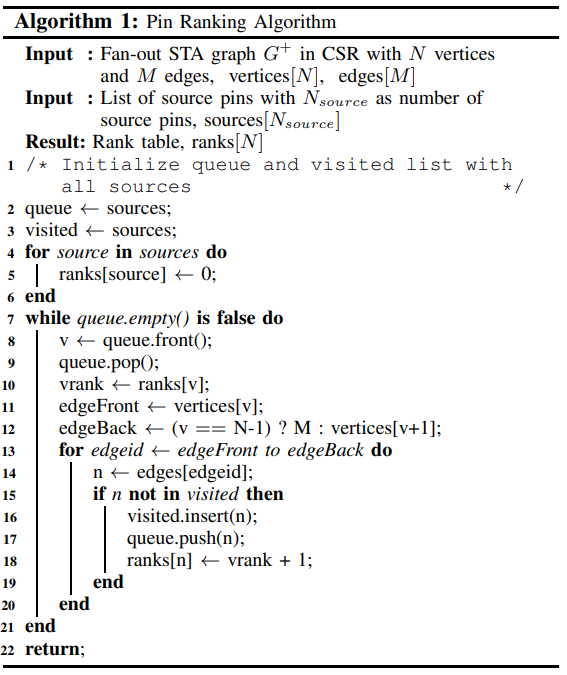 Algorithm 1: Pin Ranking Algorithm
Input : Fan-out STA graph G⁺ in CSR with N vertices
and M edges, vertices[N], edges[M]
Input : List of source pins with N_source as number of
source pins, sources[N_source]
Result: Rank table, ranks[N]
1 /* Initialize queue and visited list with
all sources */
2 queue ← sources;
3 visited ← sources;
4 for source in sources do
5 ranks[source] ← 0;
6 end
7 while queue.empty() is false do
8 v ← queue.front();
9 queue.pop();
10 vrank ← ranks[v];
11 edgeFront ← vertices[v];
12 edgeBack ← (v == N-1) ? M : vertices[v+1];
13 for edgeid ← edgeFront to edgeBack do
14 n ← edges[edgeid];
15 if n not in visited then
16 visited.insert(n);
17 queue.push(n);
18 ranks[n] ← vrank + 1;
19 end
20 end
21 end
22 return;